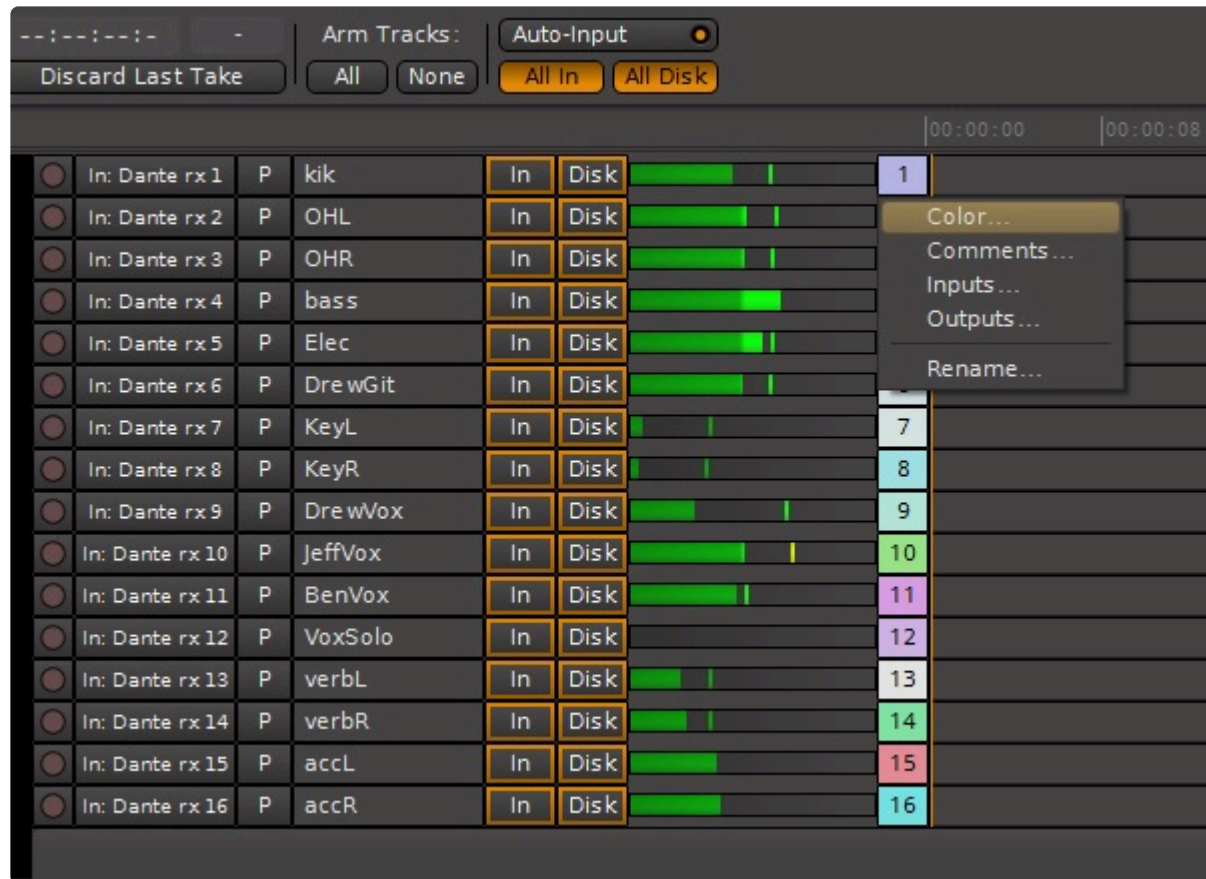 --:--:--:- - Arm Tracks: Auto-Input
Discard Last Take All None All In All Disk
00:00:00 00:00:08
In: Dante rx 1 P kik In Disk 1
In: Dante rx 2 P OHL In Disk Color...
In: Dante rx 3 P OHR In Disk Comments...
In: Dante rx 4 P bass In Disk Inputs...
Outputs...
In: Dante rx 5 P Elec In Disk
Rename...
In: Dante rx 6 P DrewGit In Disk
In: Dante rx 7 P KeyL In Disk 7
In: Dante rx 8 P KeyR In Disk 8
In: Dante rx 9 P DrewVox In Disk 9
In: Dante rx 10 P JeffVox In Disk 10
In: Dante rx 11 P BenVox In Disk 11
In: Dante rx 12 P VoxSolo In Disk 12
In: Dante rx 13 P verbL In Disk 13
In: Dante rx 14 P verbR In Disk 14
In: Dante rx 15 P accL In Disk 15
In: Dante rx 16 P accR In Disk 16